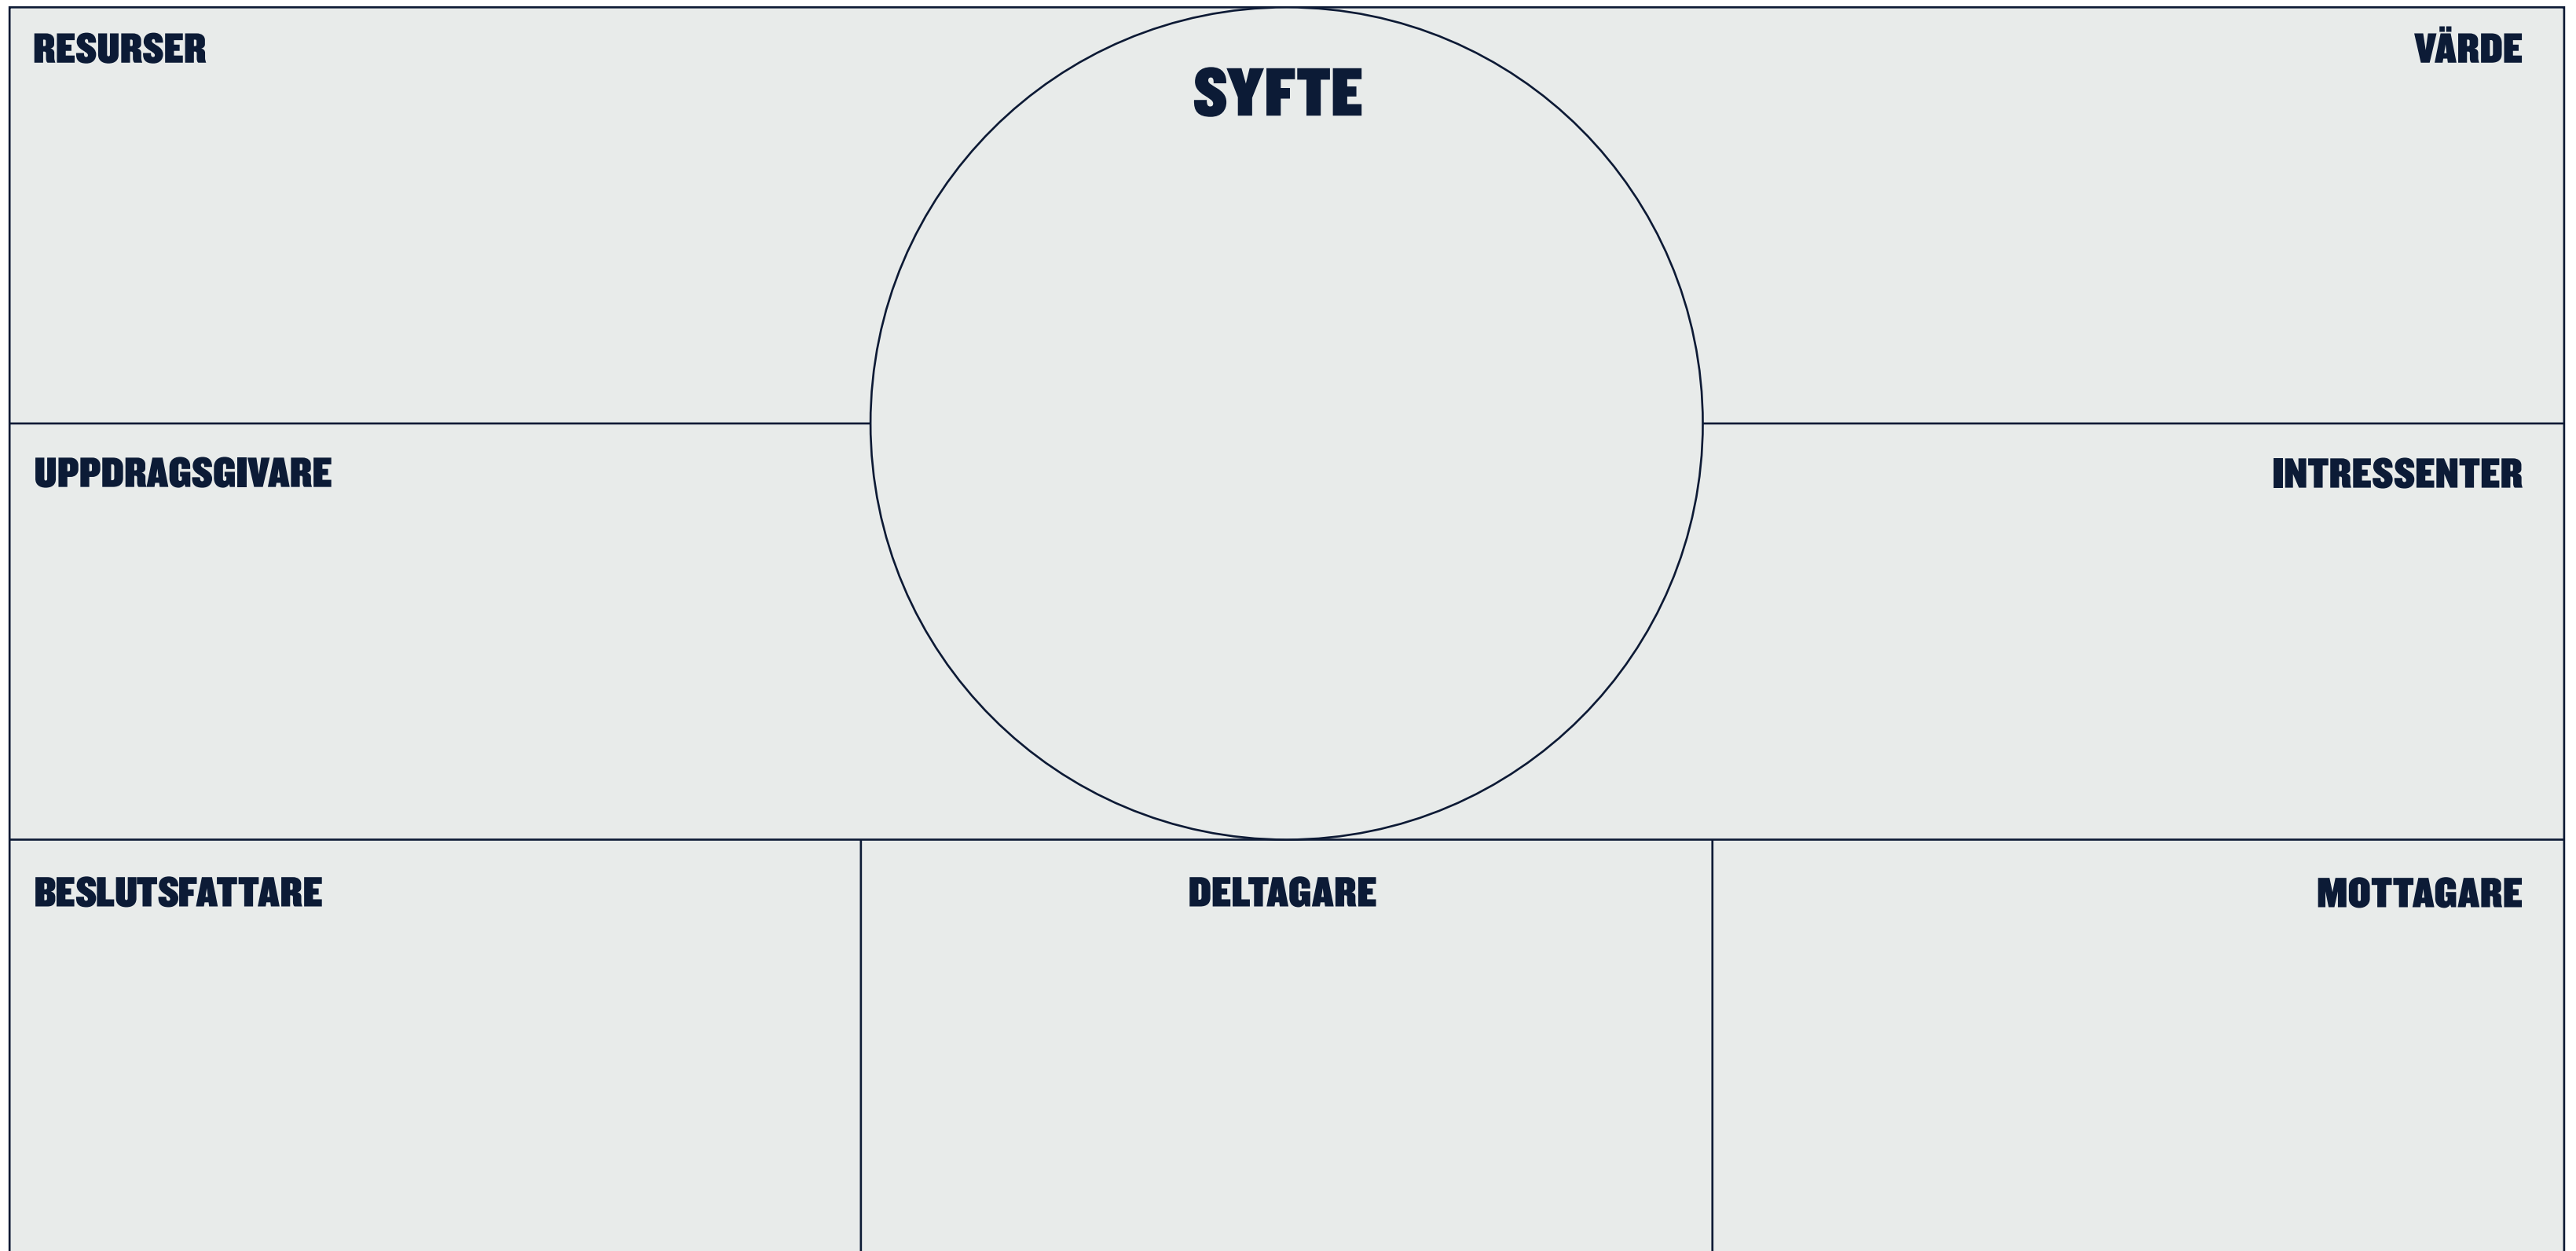 RESURSER
SYFTE
VÄRDE
UPPDRAGSGIVARE
INTRESSENTER
BESLUTSFATTARE
DELTAGARE
MOTTAGARE